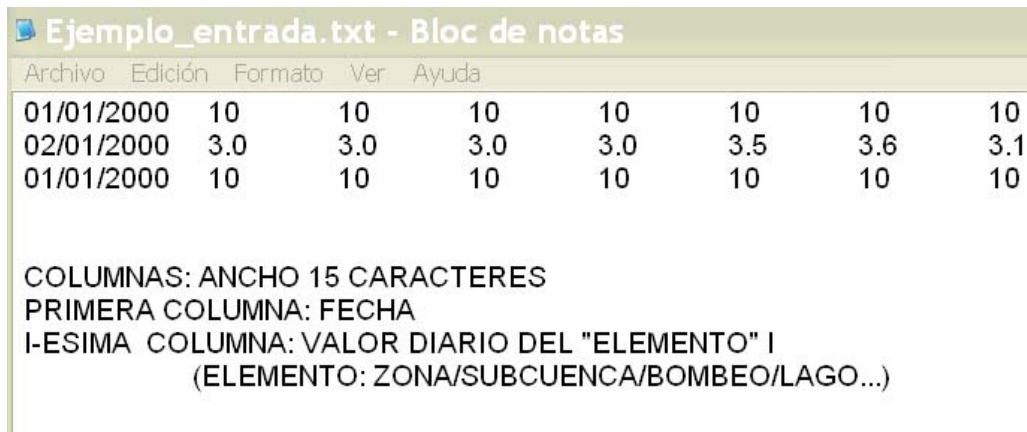 Ejemplo_entrada.txt - Bloc de notas
Archivo Edición Formato Ver Ayuda
01/01/2000 10 10 10 10 10 10 10
02/01/2000 3.0 3.0 3.0 3.0 3.5 3.6 3.1
01/01/2000 10 10 10 10 10 10 10
COLUMNAS: ANCHO 15 CARACTERES
PRIMERA COLUMNA: FECHA
I-ESIMA COLUMNA: VALOR DIARIO DEL "ELEMENTO" I
(ELEMENTO: ZONA/SUBCUENCA/BOMBEO/LAGO...)